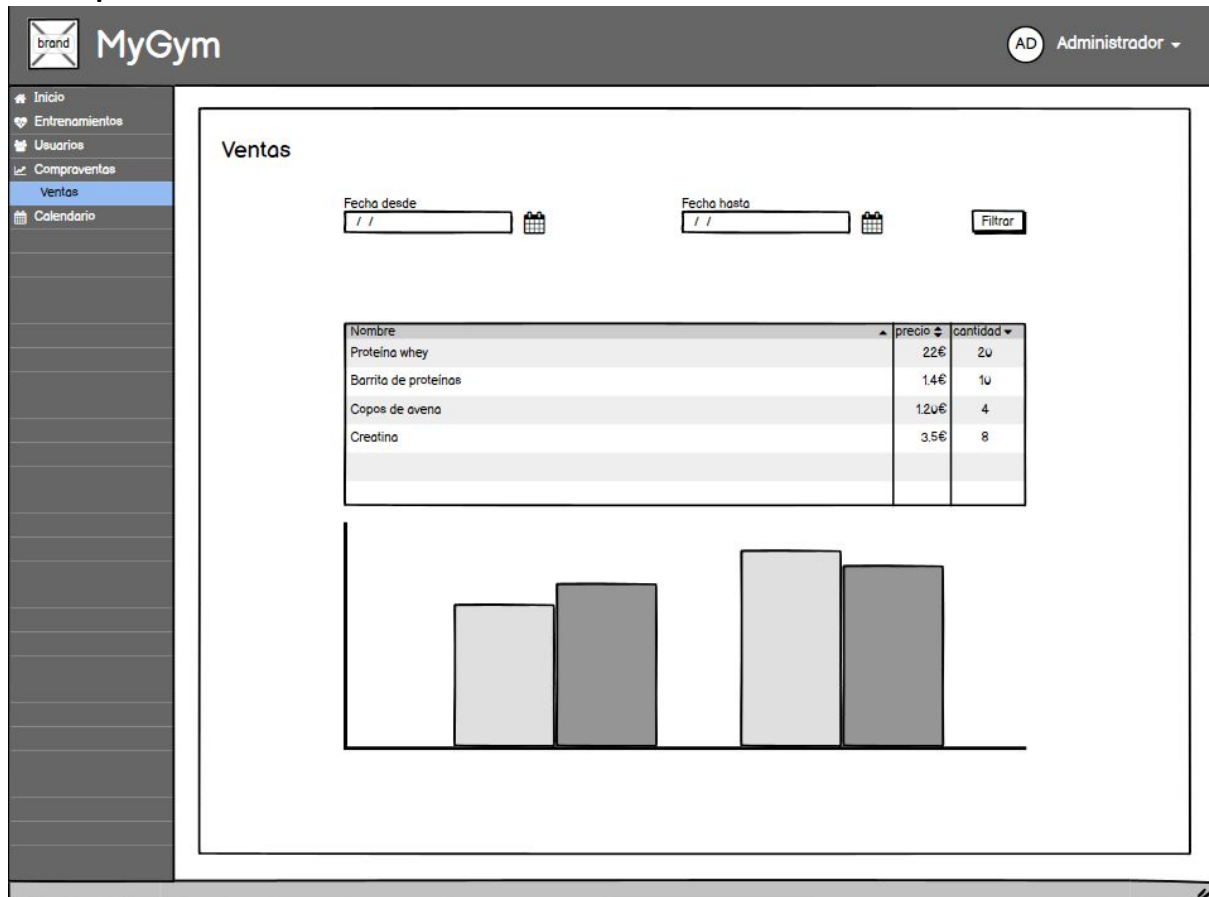 brand
MyGym
AD
Administrador
Inicio
Entrenamientos
Usuarios
Compraventas
Ventas
Calendario
Ventas
Fecha desde
Fecha hasta
/ /
/ /
Filtrar
Nombre precio cantidad
Proteína whey 22€ 20
Barrita de proteínas 1.4€ 10
Copos de avena 1.20€ 4
Creatina 3.5€ 8